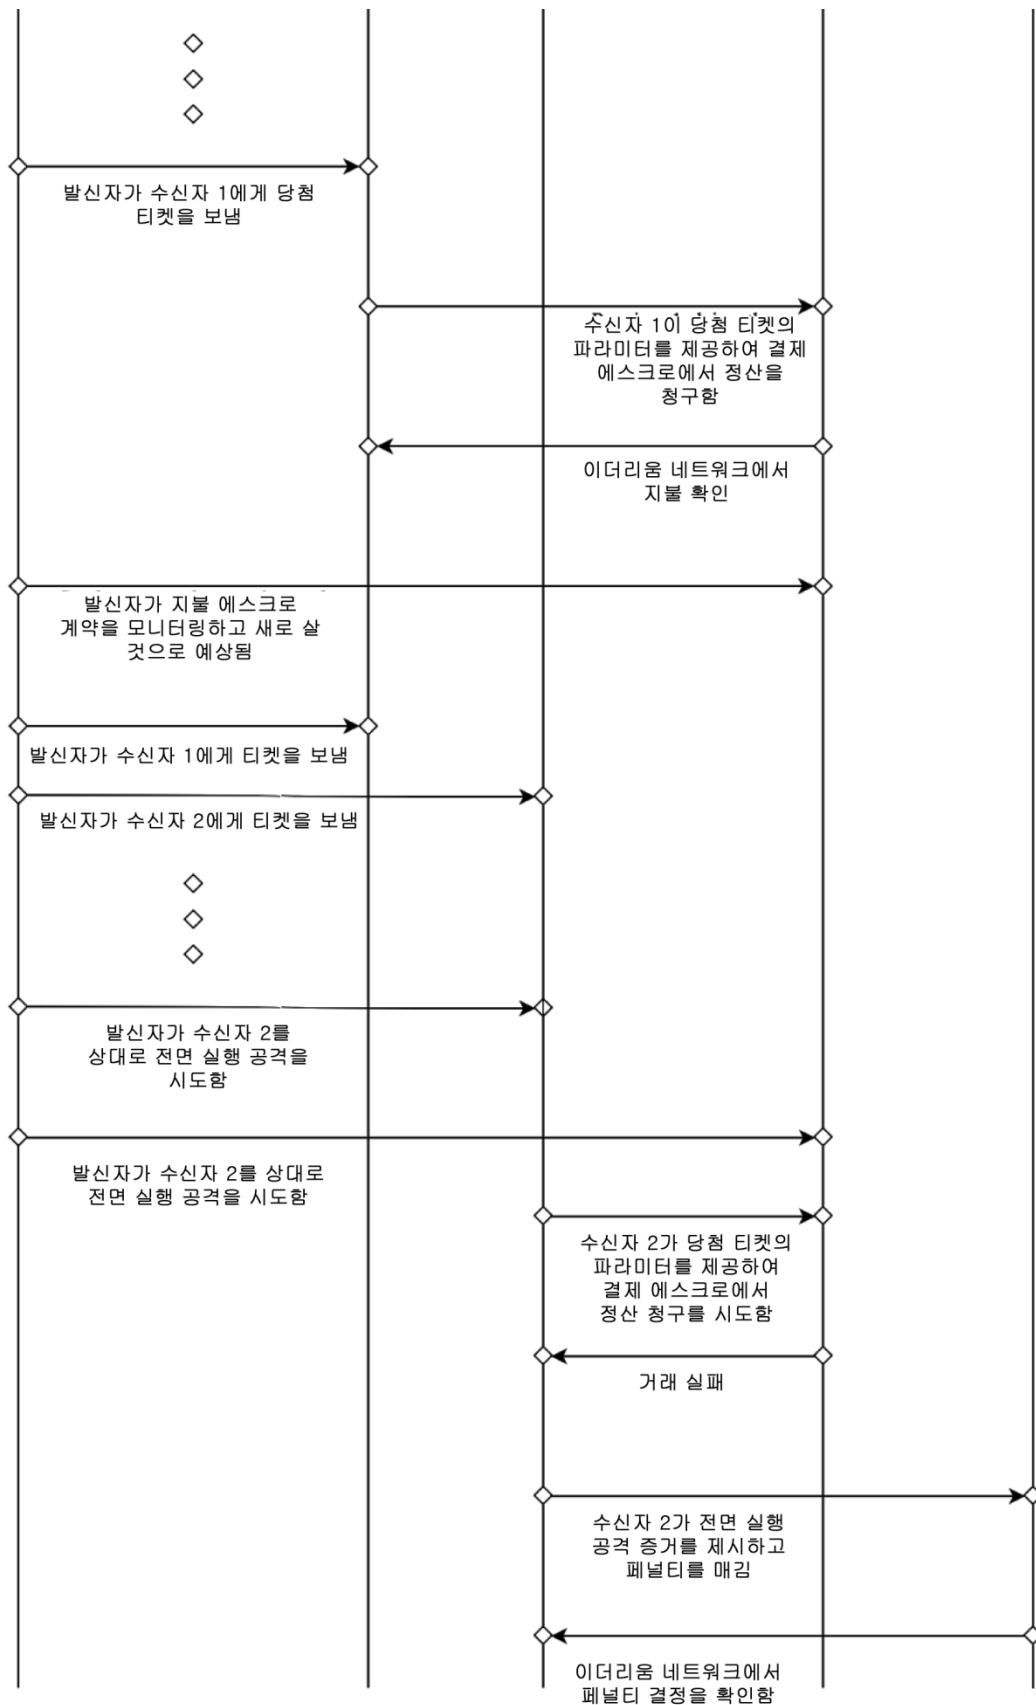 발신자가 수신자 1에게 당첨
티켓을 보냄
수신자 1이 당첨 티켓의
파라미터를 제공하여 결제
에스크로에서 정산을
청구함
이더리움 네트워크에서
지불 확인
발신자가 지불 에스크로
계약을 모니터링하고 새로 살
것으로 예상됨
발신자가 수신자 1에게 티켓을 보냄
발신자가 수신자 2에게 티켓을 보냄
발신자가 수신자 2를
상대로 전면 실행 공격을
시도함
발신자가 수신자 2를 상대로
전면 실행 공격을 시도함
수신자 2가 당첨 티켓의
파라미터를 제공하여
결제 에스크로에서
정산 청구를 시도함
거래 실패
수신자 2가 전면 실행
공격 증거를 제시하고
페널티를 매김
이더리움 네트워크에서
페널티 결정을 확인함